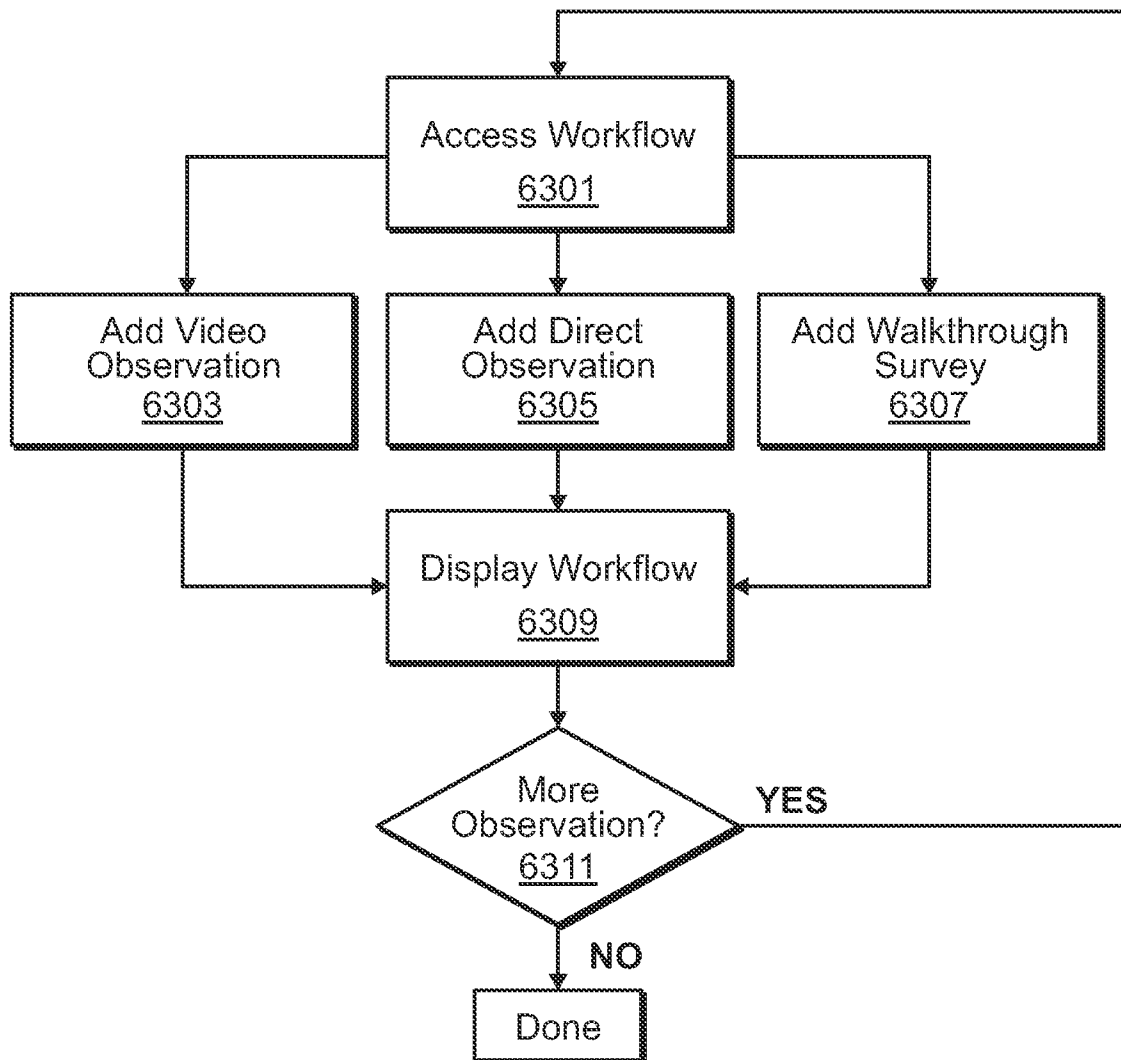 Access Workflow
6301
Add Video
Observation
6303
Add Direct
Observation
6305
Add Walkthrough
Survey
6307
Display Workflow
6309
More
Observation?
6311
YES
NO
Done